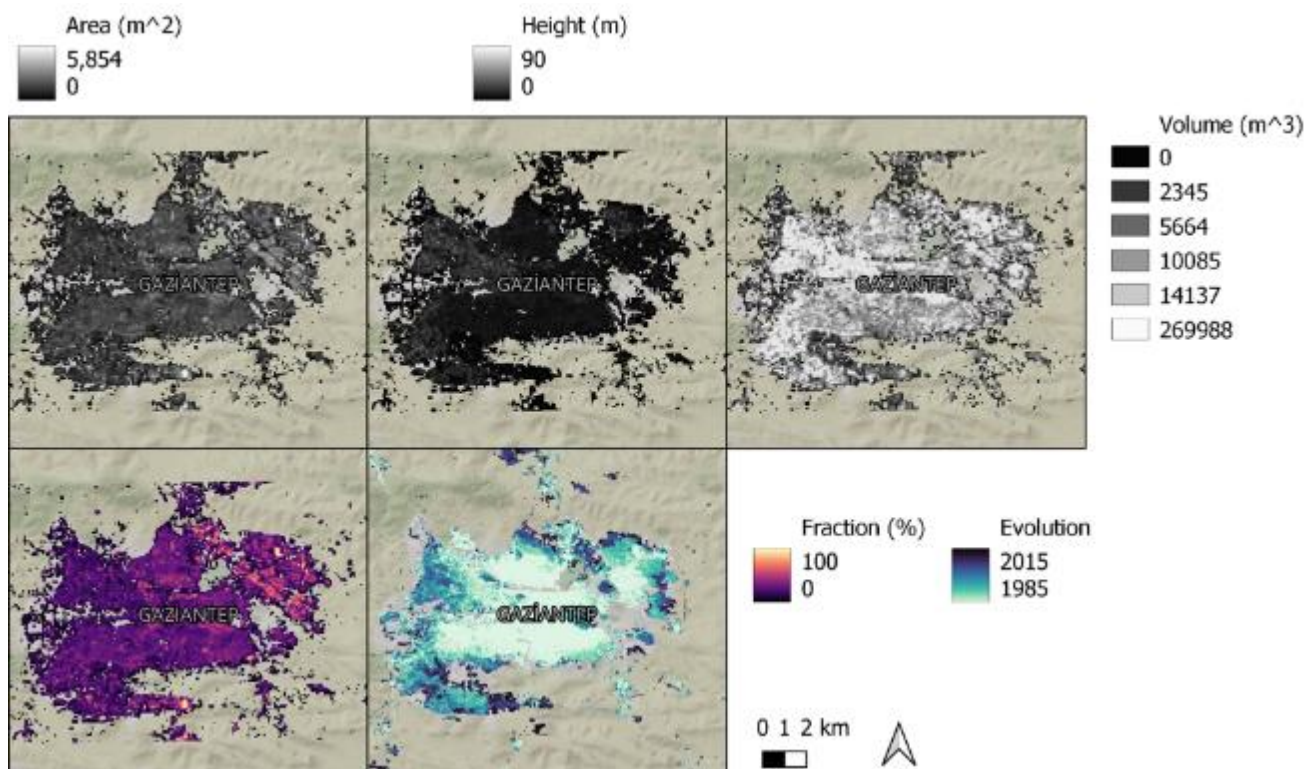 Area (m^2)
5,854
0
Height (m)
90
0
Volume (m^3)
0
2345
5664
10085
14137
269988
GAZİANTEP
GAZİANTEP
GAZİANTEP
GAZİANTEP
GAZİANTEP
Fraction (%)
100
0
Evolution
2015
1985
0 1 2 km